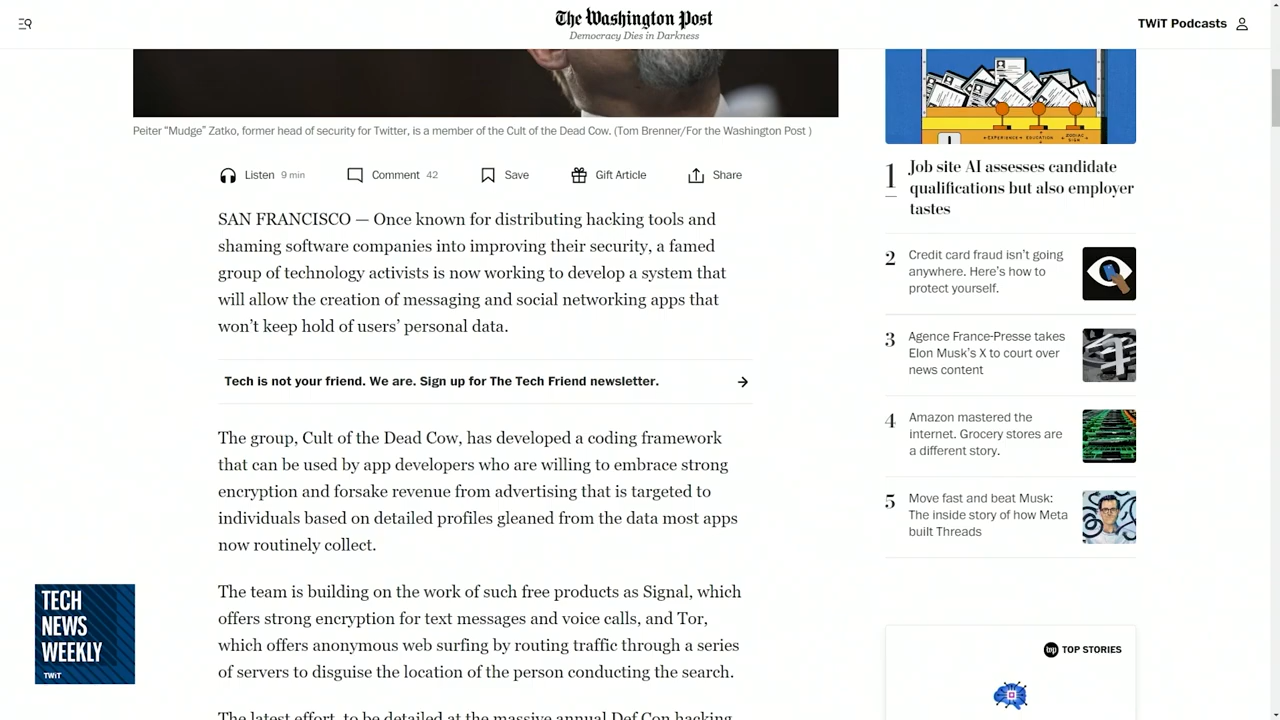 The Washington Post
Democracy Dies in Darkness
TWiT Podcasts
Peiter “Mudge” Zatko, former head of security for Twitter, is a member of the Cult of the Dead Cow. (Tom Brenner/For the Washington Post )
Listen 9 min
Comment 42
Save
Gift Article
Share
SAN FRANCISCO — Once known for distributing hacking tools and
shaming software companies into improving their security, a famed
group of technology activists is now working to develop a system that
will allow the creation of messaging and social networking apps that
won’t keep hold of users’ personal data.
Tech is not your friend. We are. Sign up for The Tech Friend newsletter.
The group, Cult of the Dead Cow, has developed a coding framework
that can be used by app developers who are willing to embrace strong
encryption and forsake revenue from advertising that is targeted to
individuals based on detailed profiles gleaned from the data most apps
now routinely collect.
The team is building on the work of such free products as Signal, which
offers strong encryption for text messages and voice calls, and Tor,
which offers anonymous web surfing by routing traffic through a series
of servers to disguise the location of the person conducting the search.
The latest effort, to be detailed at the massive annual Def Con hacking
EXPERIENCE
EDUCATION
ZODIAC
SIGN
1
Job site AI assesses candidate
qualifications but also employer
tastes
2
Credit card fraud isn’t going
anywhere. Here’s how to
protect yourself.
3
Agence France-Presse takes
Elon Musk’s X to court over
news content
4
Amazon mastered the
internet. Grocery stores are
a different story.
5
Move fast and beat Musk:
The inside story of how Meta
built Threads
wp TOP STORIES
TECH
NEWS
WEEKLY
TWiT